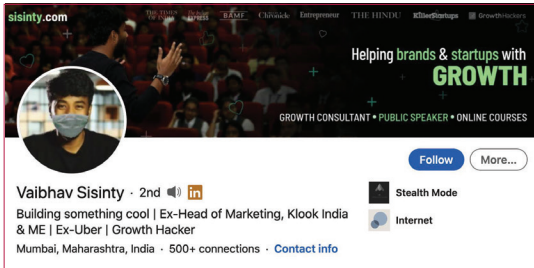 sisinty.com
THE TIMES OF INDIA
EXPRESS
BAMF
Chronicle
Entrepreneur
THE HINDU
KillerStartups
GrowthHackers
Helping brands & startups with
GROWTH
GROWTH CONSULTANT • PUBLIC SPEAKER • ONLINE COURSES
Follow
More...
Vaibhav Sisinty · 2nd in
Stealth Mode
Building something cool | Ex-Head of Marketing, Klook India
& ME | Ex-Uber | Growth Hacker
Internet
Mumbai, Maharashtra, India · 500+ connections · Contact info